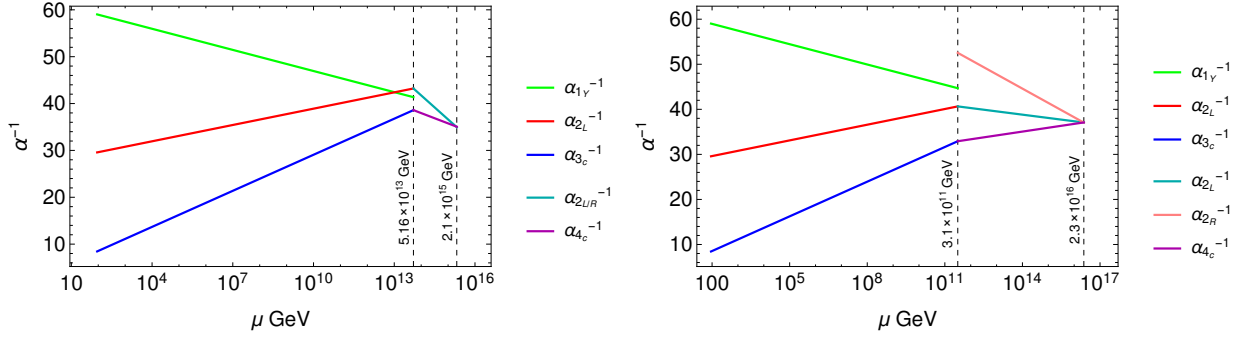 60
50
40
30
20
10
α⁻¹
5.16×10¹³ GeV
2.1×10¹⁵ GeV
10
10⁴
10⁷
10¹⁰
10¹³
10¹⁶
μ GeV
α₁Y⁻¹
α₂L⁻¹
α₃c⁻¹
α₂L/R⁻¹
α₄c⁻¹
60
50
40
30
20
10
α⁻¹
3.1×10¹¹ GeV
2.3×10¹⁶ GeV
100
10⁵
10⁸
10¹¹
10¹⁴
10¹⁷
μ GeV
α₁Y⁻¹
α₂L⁻¹
α₃c⁻¹
α₂L⁻¹
α₂R⁻¹
α₄c⁻¹